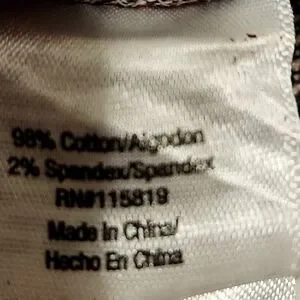 98% Cotton/Algodon
2% Spandex/Spandex
RN#115819
Made In China/
Hecho En China